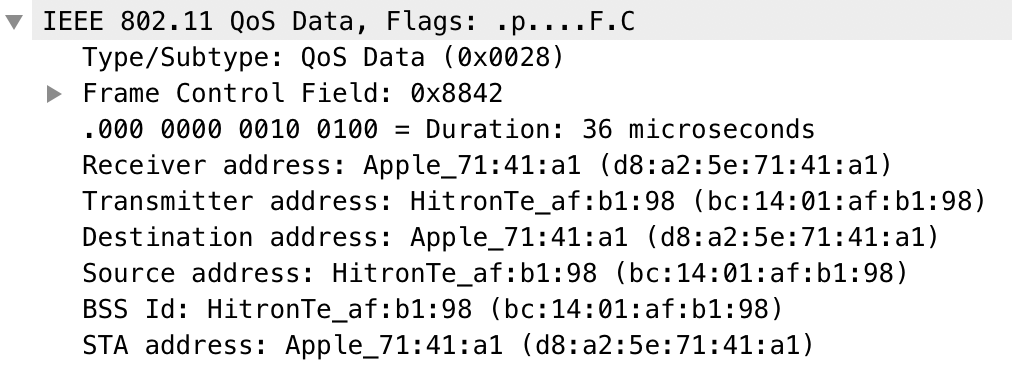 IEEE 802.11 QoS Data, Flags: .p....F.C
Type/Subtype: QoS Data (0x0028)
Frame Control Field: 0x8842
.000 0000 0010 0100 = Duration: 36 microseconds
Receiver address: Apple_71:41:a1 (d8:a2:5e:71:41:a1)
Transmitter address: HitronTe_af:b1:98 (bc:14:01:af:b1:98)
Destination address: Apple_71:41:a1 (d8:a2:5e:71:41:a1)
Source address: HitronTe_af:b1:98 (bc:14:01:af:b1:98)
BSS Id: HitronTe_af:b1:98 (bc:14:01:af:b1:98)
STA address: Apple_71:41:a1 (d8:a2:5e:71:41:a1)